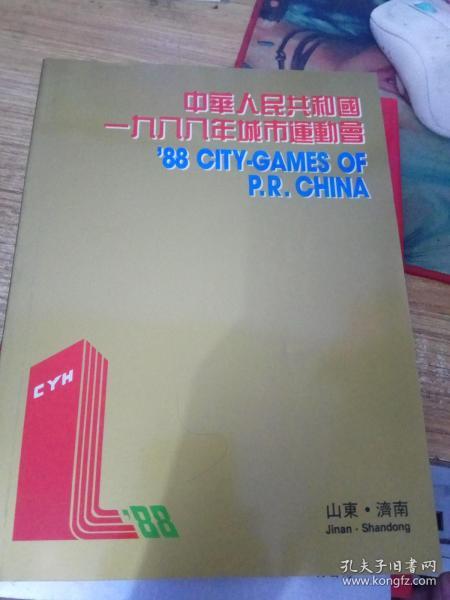 中華人民共和國
一九八八年城市運動會
'88 CITY-GAMES OF
P.R. CHINA
CYH
'88
山東·濟南
Jinan · Shandong
孔夫子旧书网
www.kongfz.com